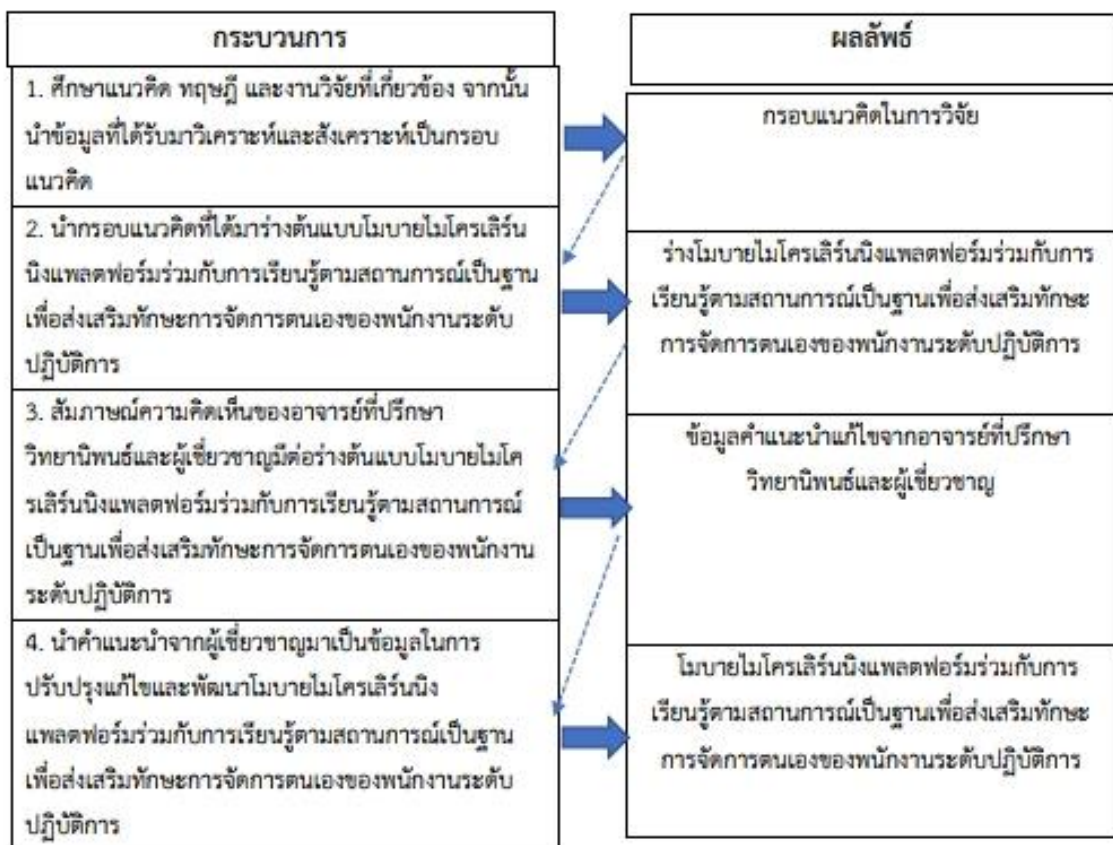 กระบวนการ
ผลลัพธ์
1. ศึกษาแนวคิด ทฤษฎี และงานวิจัยที่เกี่ยวข้อง จากนั้น
นำข้อมูลที่ได้รับมาวิเคราะห์และสังเคราะห์เป็นกรอบ
แนวคิด
กรอบแนวคิดในการวิจัย
2. นำกรอบแนวคิดที่ได้มาร่างต้นแบบโมบายไมโครเลิร์น
นิงแพลตฟอร์มร่วมกับการเรียนรู้ตามสถานการณ์เป็นฐาน
เพื่อส่งเสริมทักษะการจัดการตนเองของพนักงานระดับ
ปฏิบัติการ
ร่างโมบายไมโครเลิร์นนิงแพลตฟอร์มร่วมกับการ
เรียนรู้ตามสถานการณ์เป็นฐานเพื่อส่งเสริมทักษะ
การจัดการตนเองของพนักงานระดับปฏิบัติการ
3. สัมภาษณ์ความคิดเห็นของอาจารย์ที่ปรึกษา
วิทยานิพนธ์และผู้เชี่ยวชาญมีต่อร่างต้นแบบโมบายไมโค
รเลิร์นนิงแพลตฟอร์มร่วมกับการเรียนรู้ตามสถานการณ์
เป็นฐานเพื่อส่งเสริมทักษะการจัดการตนเองของพนักงาน
ระดับปฏิบัติการ
ข้อมูลคำแนะนำแก้ไขจากอาจารย์ที่ปรึกษา
วิทยานิพนธ์และผู้เชี่ยวชาญ
4. นำคำแนะนำจากผู้เชี่ยวชาญมาเป็นข้อมูลในการ
ปรับปรุงแก้ไขและพัฒนาโมบายไมโครเลิร์นนิง
แพลตฟอร์มร่วมกับการเรียนรู้ตามสถานการณ์เป็นฐาน
เพื่อส่งเสริมทักษะการจัดการตนเองของพนักงานระดับ
ปฏิบัติการ
โมบายไมโครเลิร์นนิงแพลตฟอร์มร่วมกับการ
เรียนรู้ตามสถานการณ์เป็นฐานเพื่อส่งเสริมทักษะ
การจัดการตนเองของพนักงานระดับปฏิบัติการ